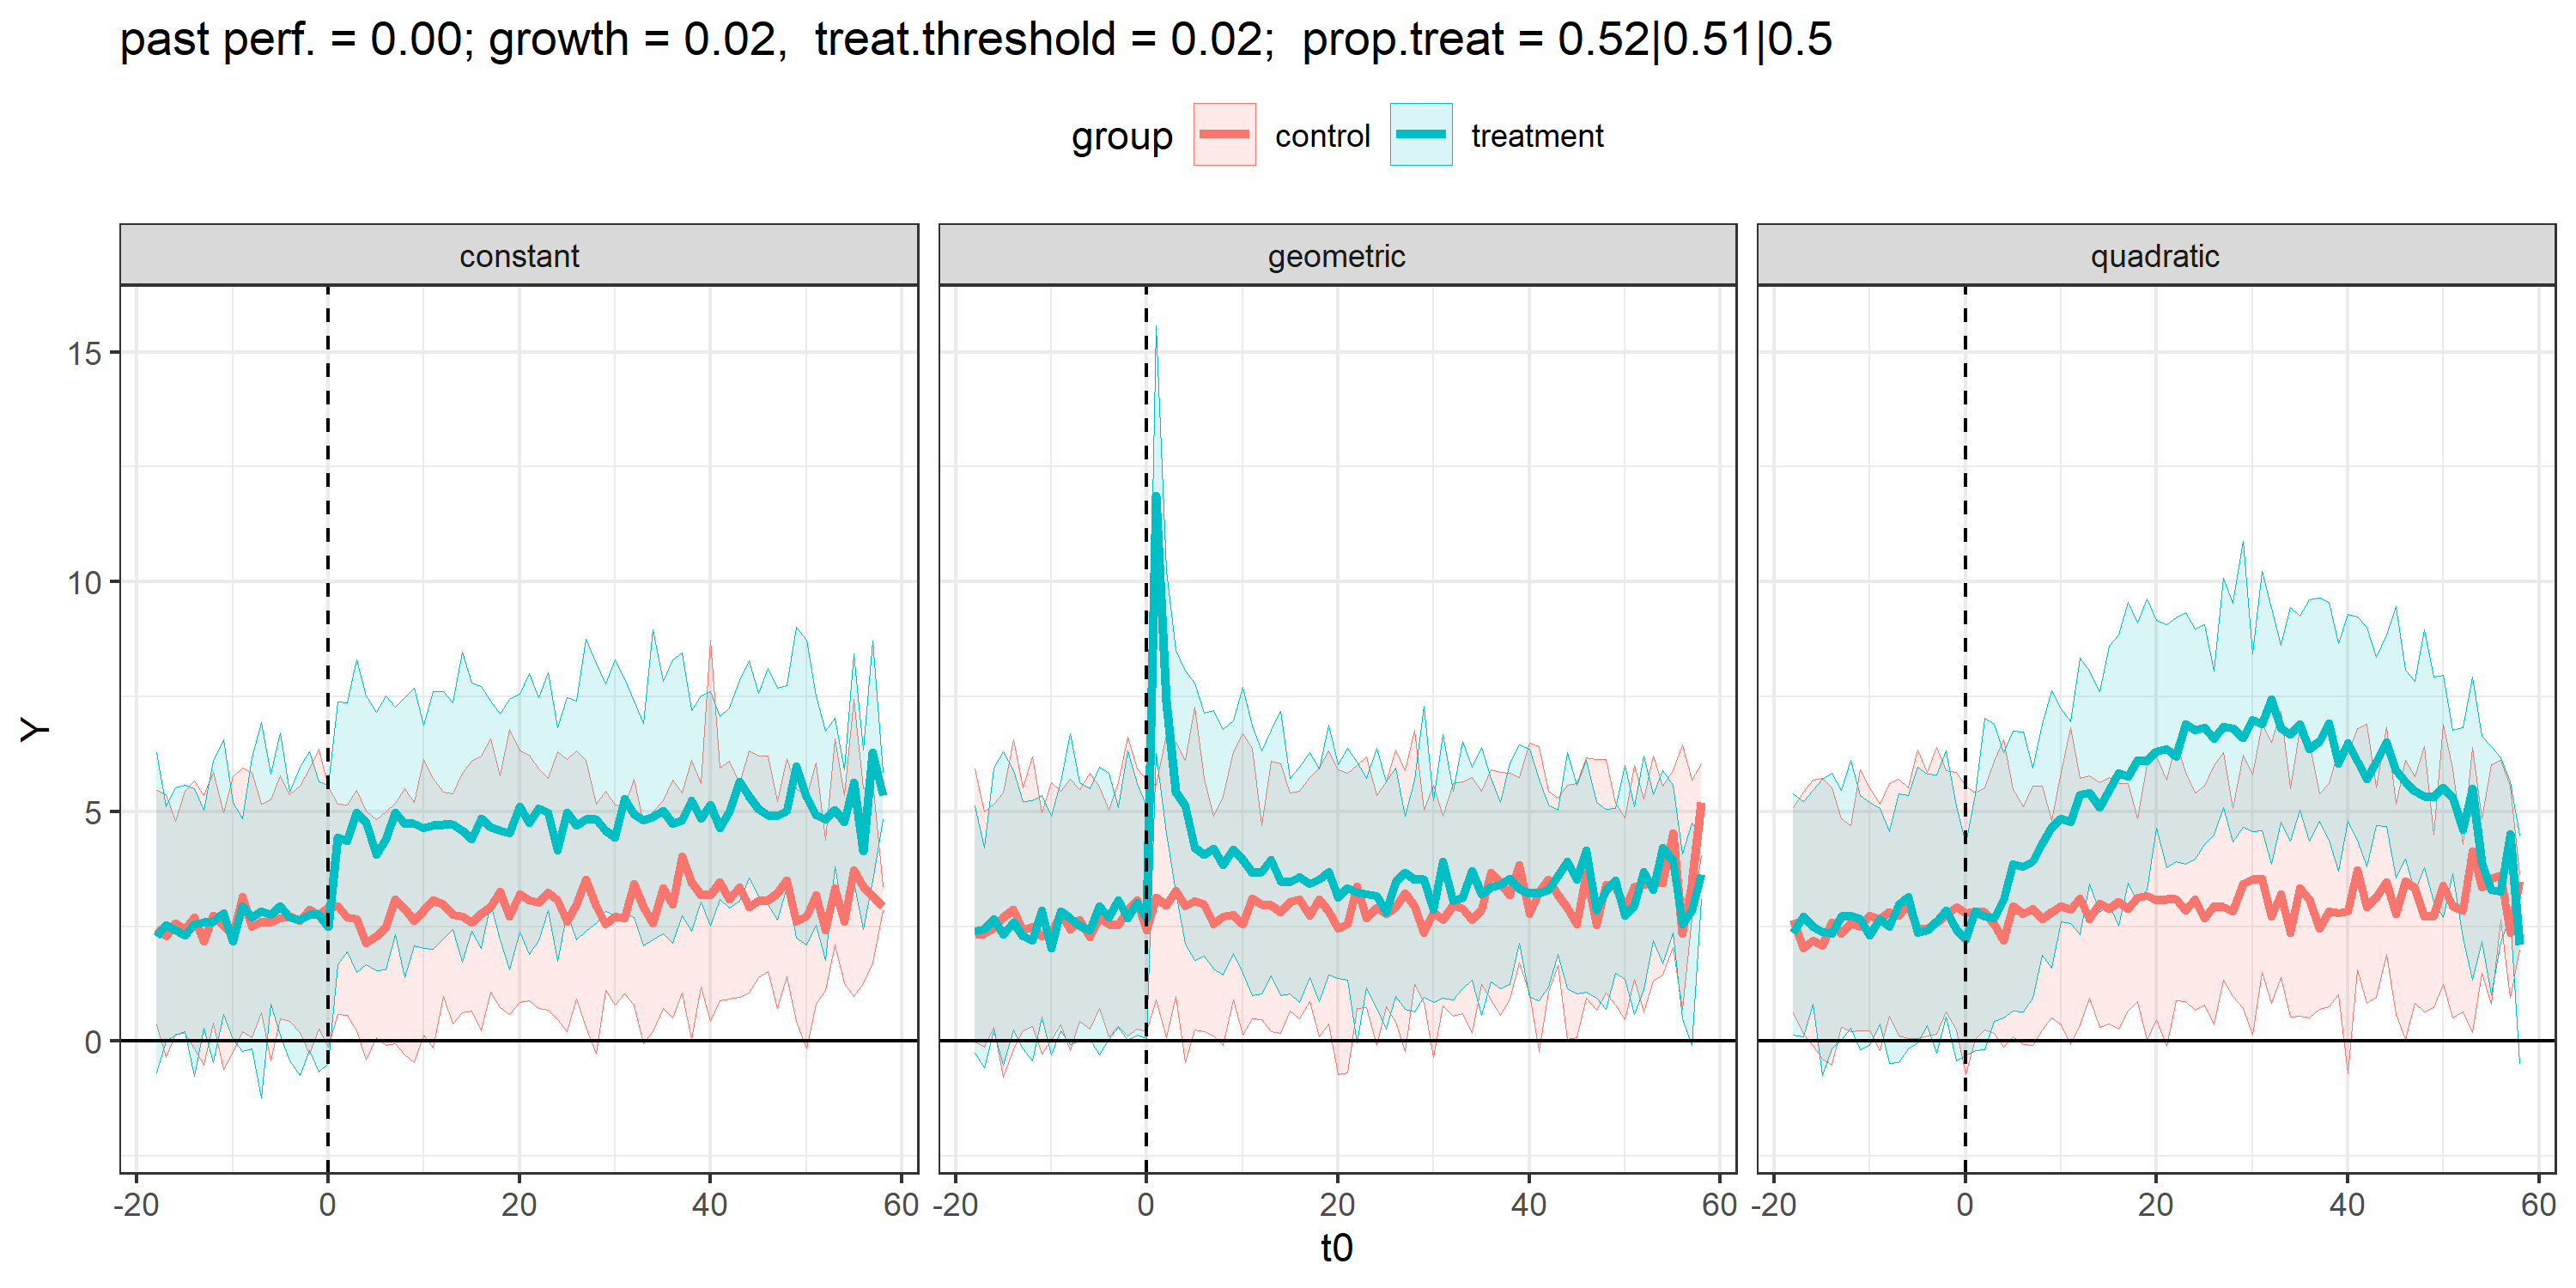 past perf. = 0.00; growth = 0.02,  treat.threshold = 0.02;  prop.treat = 0.52|0.51|0.5
group control treatment
constant geometric quadratic
15
10
5
0
Y
-20 0 20 40 60 -20 0 20 40 60 -20 0 20 40 60
t0